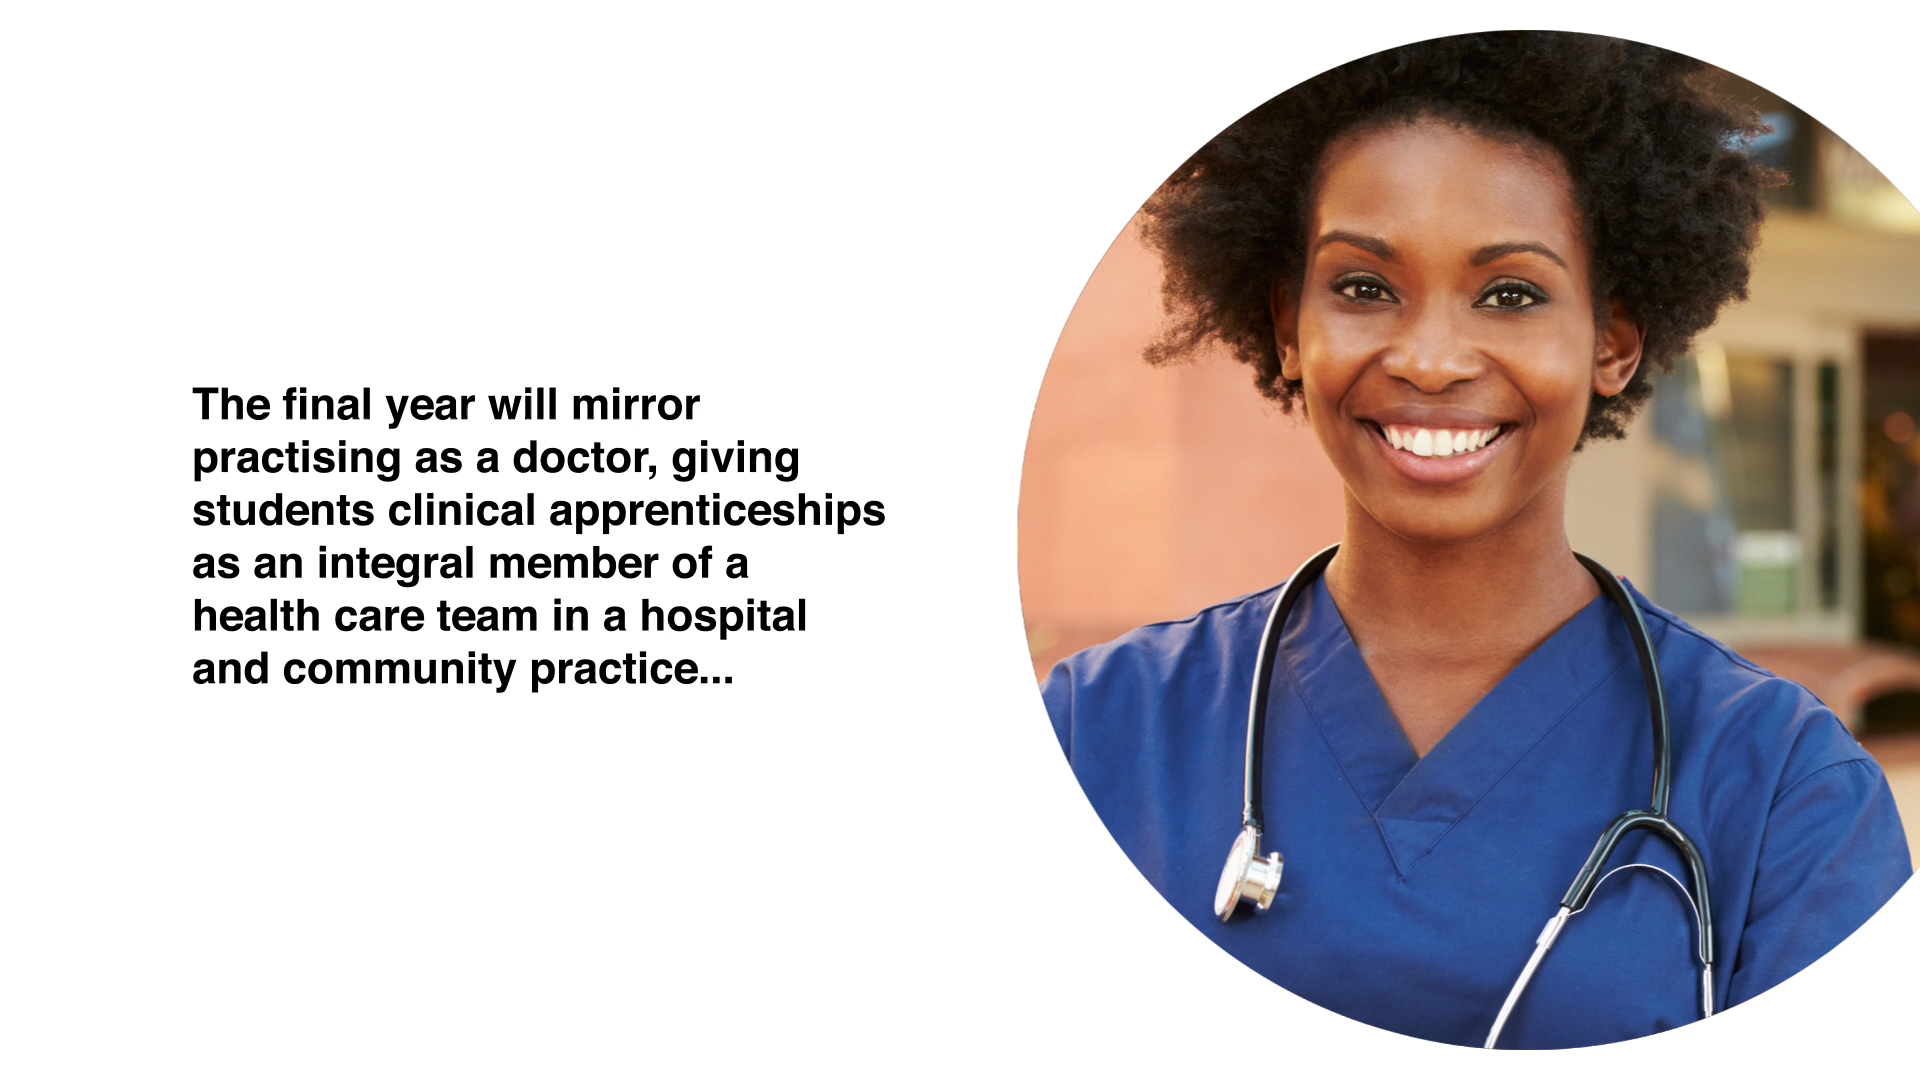 The final year will mirror
practising as a doctor, giving
students clinical apprenticeships
as an integral member of a
health care team in a hospital
and community practice...